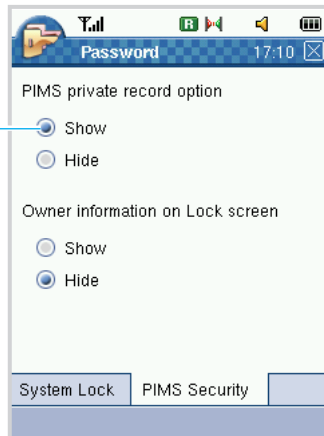 R
Password 17:10
PIMS private record option
Show
Hide
Owner information on Lock screen
Show
Hide
System Lock PIMS Security